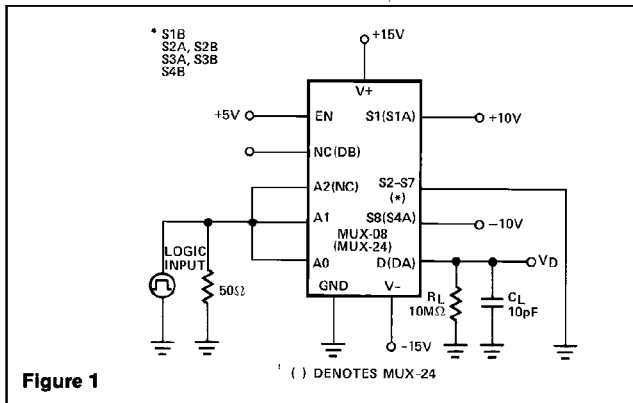 * S1B
S2A, S2B
S3A, S3B
S4B
+15V
V+
+5V
EN
S1(S1A)
+10V
NC(DB)
A2(NC)
S2–S7
(*)
A1
S8(S4A)
−10V
MUX-08
(MUX-24)
LOGIC
INPUT
A0
D(DA)
VD
50Ω
GND
V−
RL
10MΩ
CL
10pF
−15V
( ) DENOTES MUX-24
Figure 1